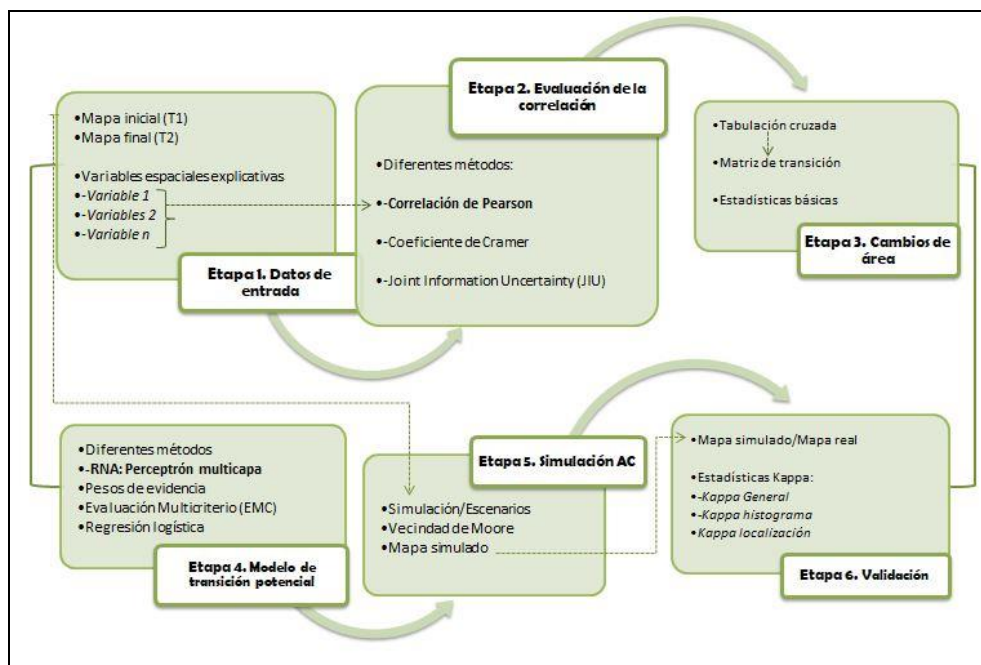 •Mapa inicial (T1)
•Mapa final (T2)
•Variables espaciales explicativas
•-Variable 1
•-Variables 2
•-Variable n
Etapa 1. Datos de
entrada
Etapa 2. Evaluación de la
correlación
•Diferentes métodos:
•-Correlación de Pearson
•-Coeficiente de Cramer
•-Joint Information Uncertainty (JIU)
•Tabulación cruzada
•Matriz de transición
•Estadísticas básicas
Etapa 3. Cambios de
área
•Diferentes métodos
•-RNA: Perceptrón multicapa
•Pesos de evidencia
•Evaluación Multicriterio (EMC)
•Regresión logística
Etapa 4. Modelo de
transición potencial
Etapa 5. Simulación AC
•Simulación/Escenarios
•Vecindad de Moore
•Mapa simulado
•Mapa simulado/Mapa real
•Estadísticas Kappa:
•-Kappa General
•-Kappa histograma
•Kappa localización
Etapa 6. Validación